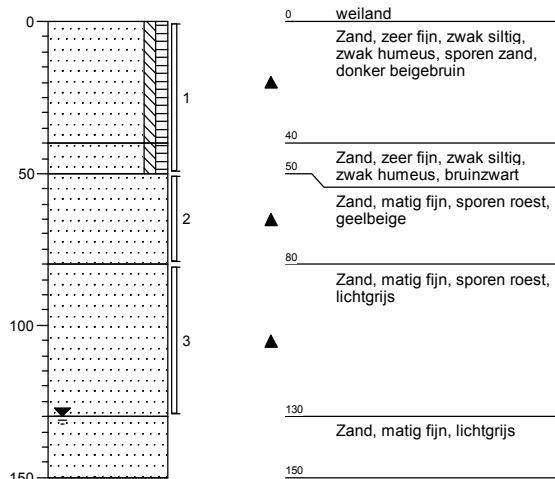 0
50
100
150
1
2
3
0 weiland
Zand, zeer fijn, zwak siltig,
zwak humeus, sporen zand,
donker beigebruin
40
Zand, zeer fijn, zwak siltig,
zwak humeus, bruinzwart
50
Zand, matig fijn, sporen roest,
geelbeige
80
Zand, matig fijn, sporen roest,
lichtgrijs
130
Zand, matig fijn, lichtgrijs
150